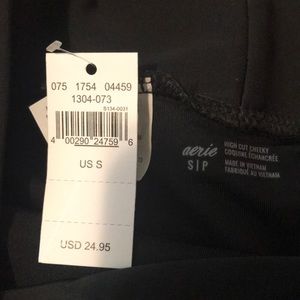 075 1754 04459
1304-073
S134-0031
4 00290 24759 6
US S
USD 24.95
aerie
S|P
HIGH CUT CHEEKY
COQUINE ÉCHANCRÉE
MADE IN VIETNAM
FABRIQUÉ AU VIETNAM